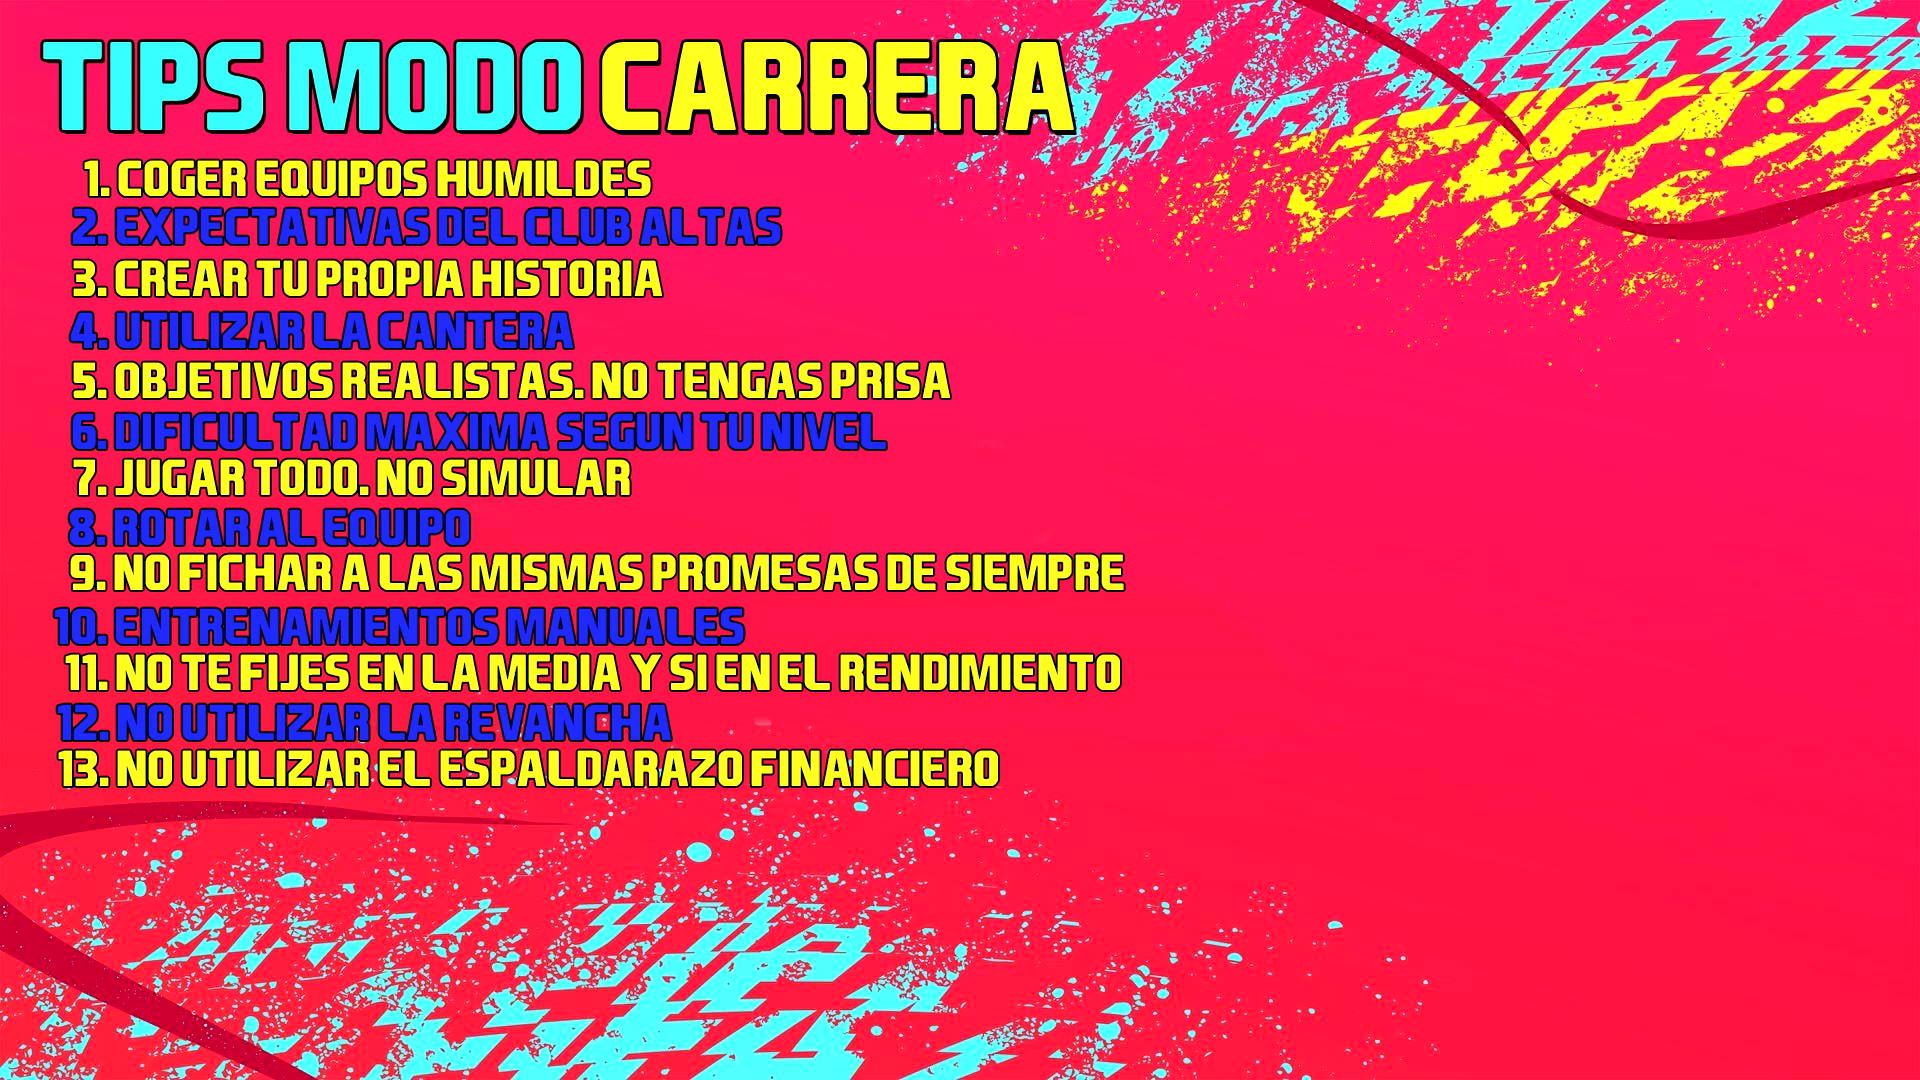 TIPS MODO CARRERA
1. COGER EQUIPOS HUMILDES
2. EXPECTATIVAS DEL CLUB ALTAS
3. CREAR TU PROPIA HISTORIA
4. UTILIZAR LA CANTERA
5. OBJETIVOS REALISTAS. NO TENGAS PRISA
6. DIFICULTAD MAXIMA SEGUN TU NIVEL
7. JUGAR TODO. NO SIMULAR
8. ROTAR AL EQUIPO
9. NO FICHAR A LAS MISMAS PROMESAS DE SIEMPRE
10. ENTRENAMIENTOS MANUALES
11. NO TE FIJES EN LA MEDIA Y SI EN EL RENDIMIENTO
12. NO UTILIZAR LA REVANCHA
13. NO UTILIZAR EL ESPALDARAZO FINANCIERO